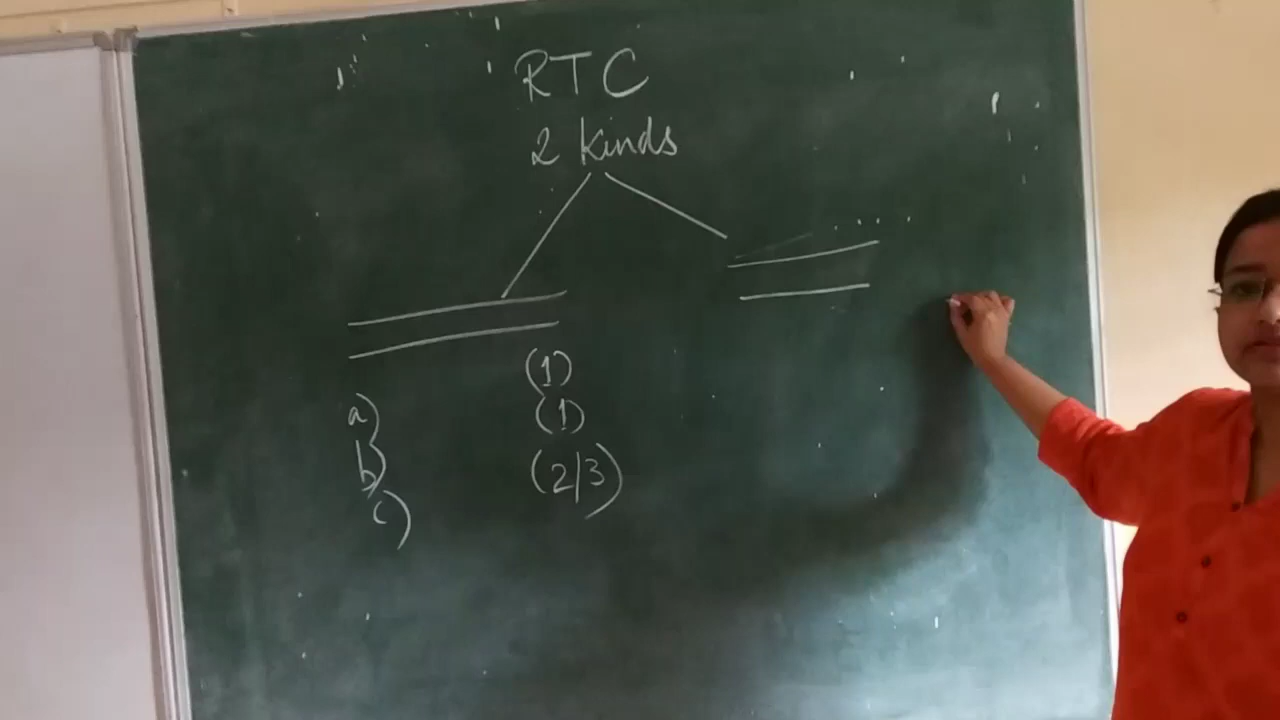 RTC
2 kinds
(1)
a) (1)
b) (2/3)
c)